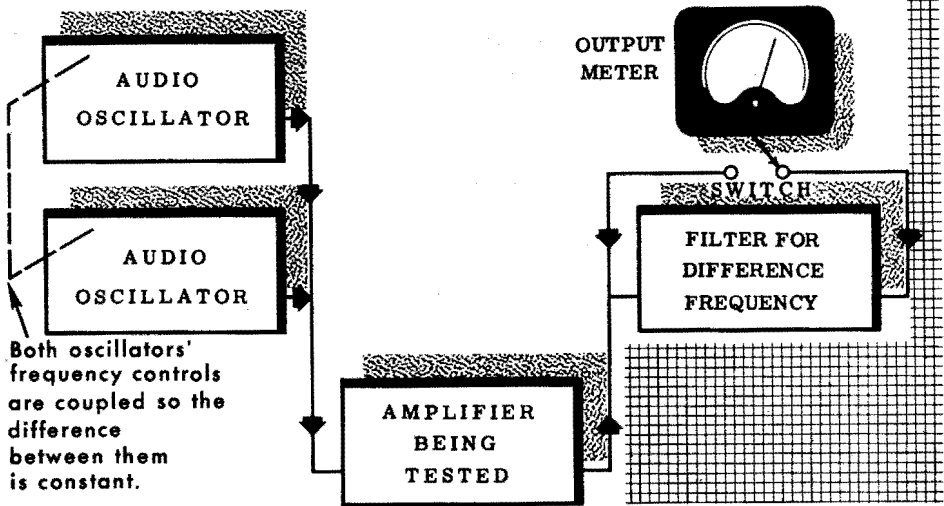 AUDIO
OSCILLATOR
AUDIO
OSCILLATOR
Both oscillators'
frequency controls
are coupled so the
difference
between them
is constant.
AMPLIFIER
BEING
TESTED
OUTPUT
METER
SWITCH
FILTER FOR
DIFFERENCE
FREQUENCY